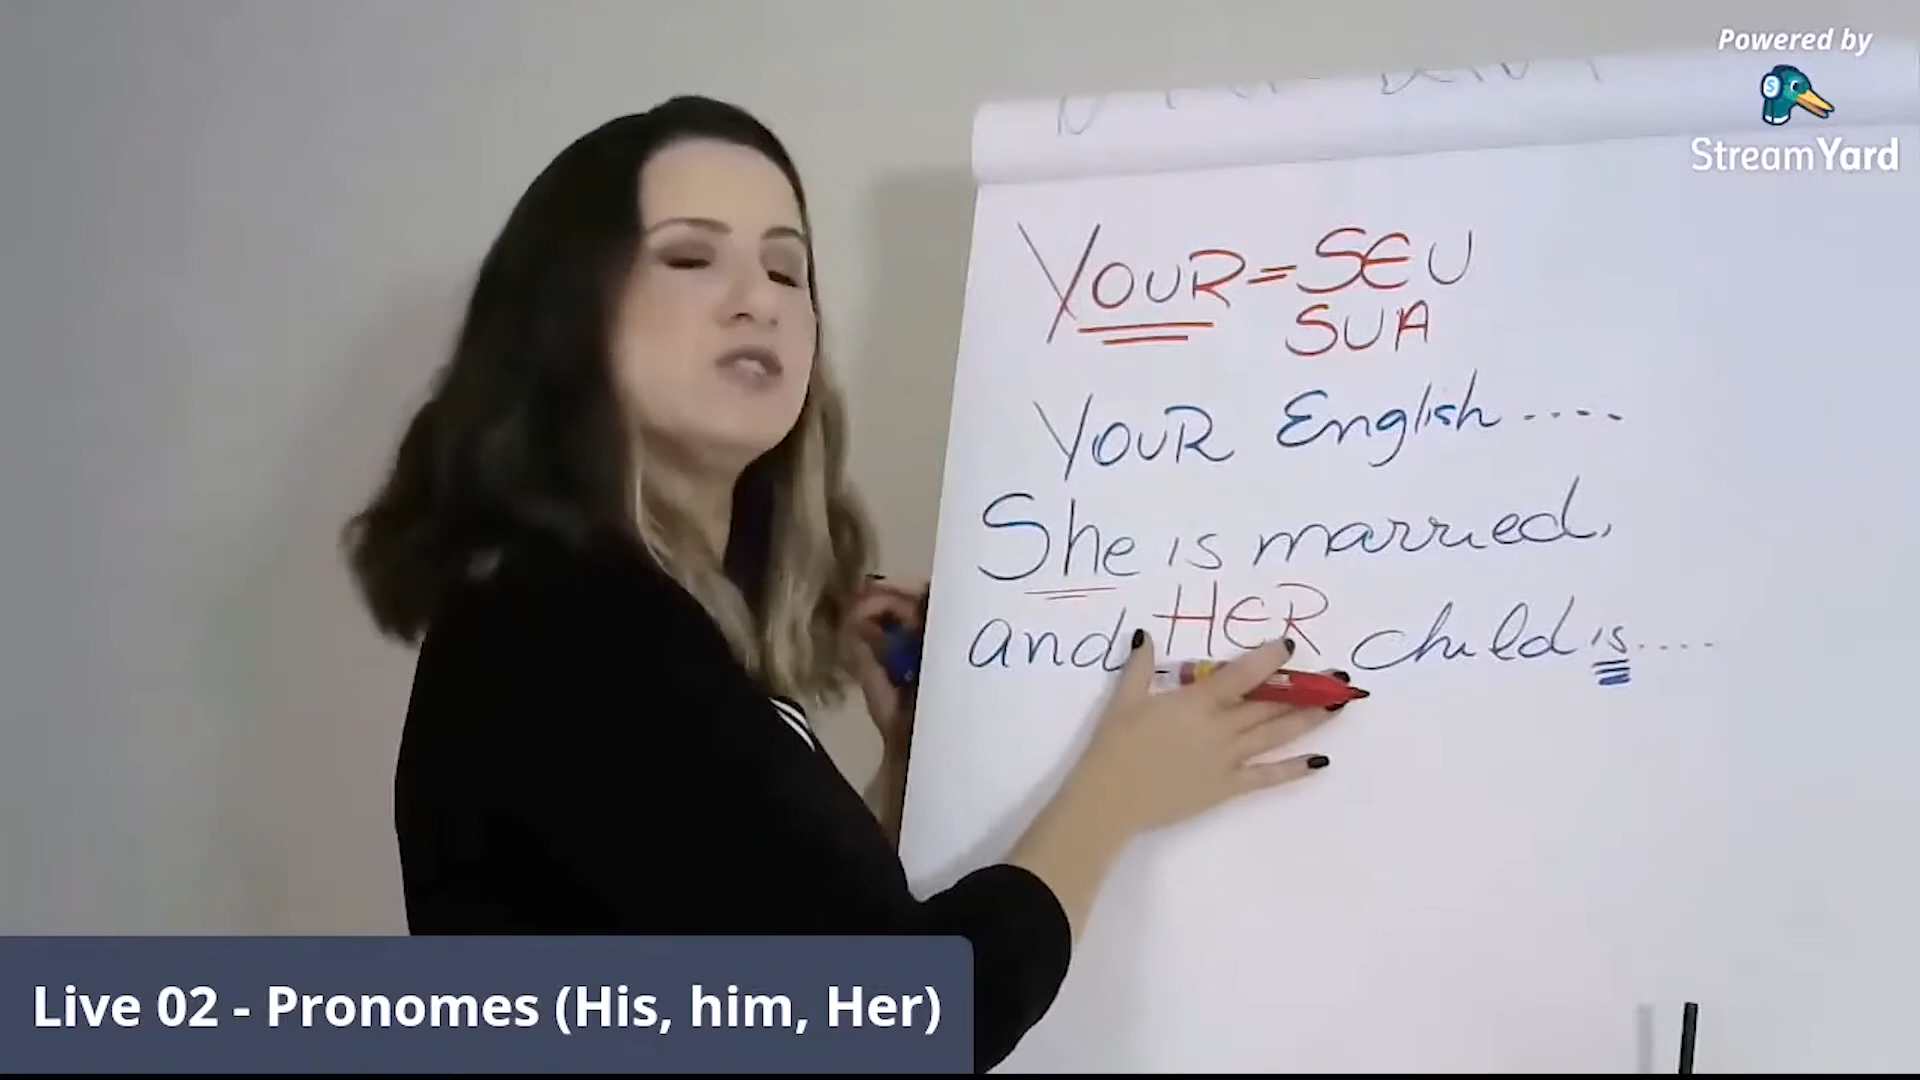 Powered by
StreamYard
YOUR = SEU
SUA
YOUR English ....
She is married,
and HER child is ....
Live 02 - Pronomes (His, him, Her)